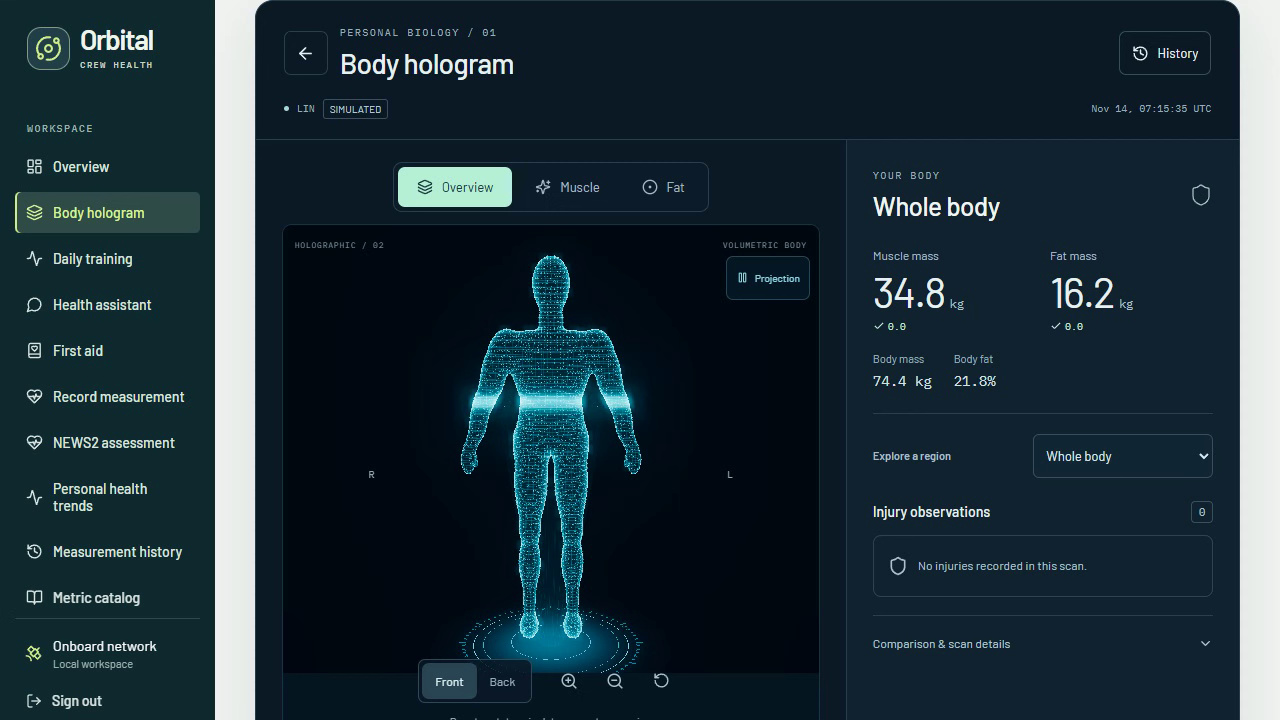 Orbital
CREW HEALTH
WORKSPACE
Overview
Body hologram
Daily training
Health assistant
First aid
Record measurement
NEWS2 assessment
Personal health
trends
Measurement history
Metric catalog
Onboard network
Local workspace
Sign out
PERSONAL BIOLOGY / 01
Body hologram
History
LIN SIMULATED
Nov 14, 07:15:35 UTC
Overview Muscle Fat
HOLOGRAPHIC / 02
VOLUMETRIC BODY
Projection
R
L
Front Back
YOUR BODY
Whole body
Muscle mass Fat mass
34.8 kg 16.2 kg
0.0 0.0
Body mass Body fat
74.4 kg 21.8%
Explore a region Whole body
Injury observations 0
No injuries recorded in this scan.
Comparison & scan details